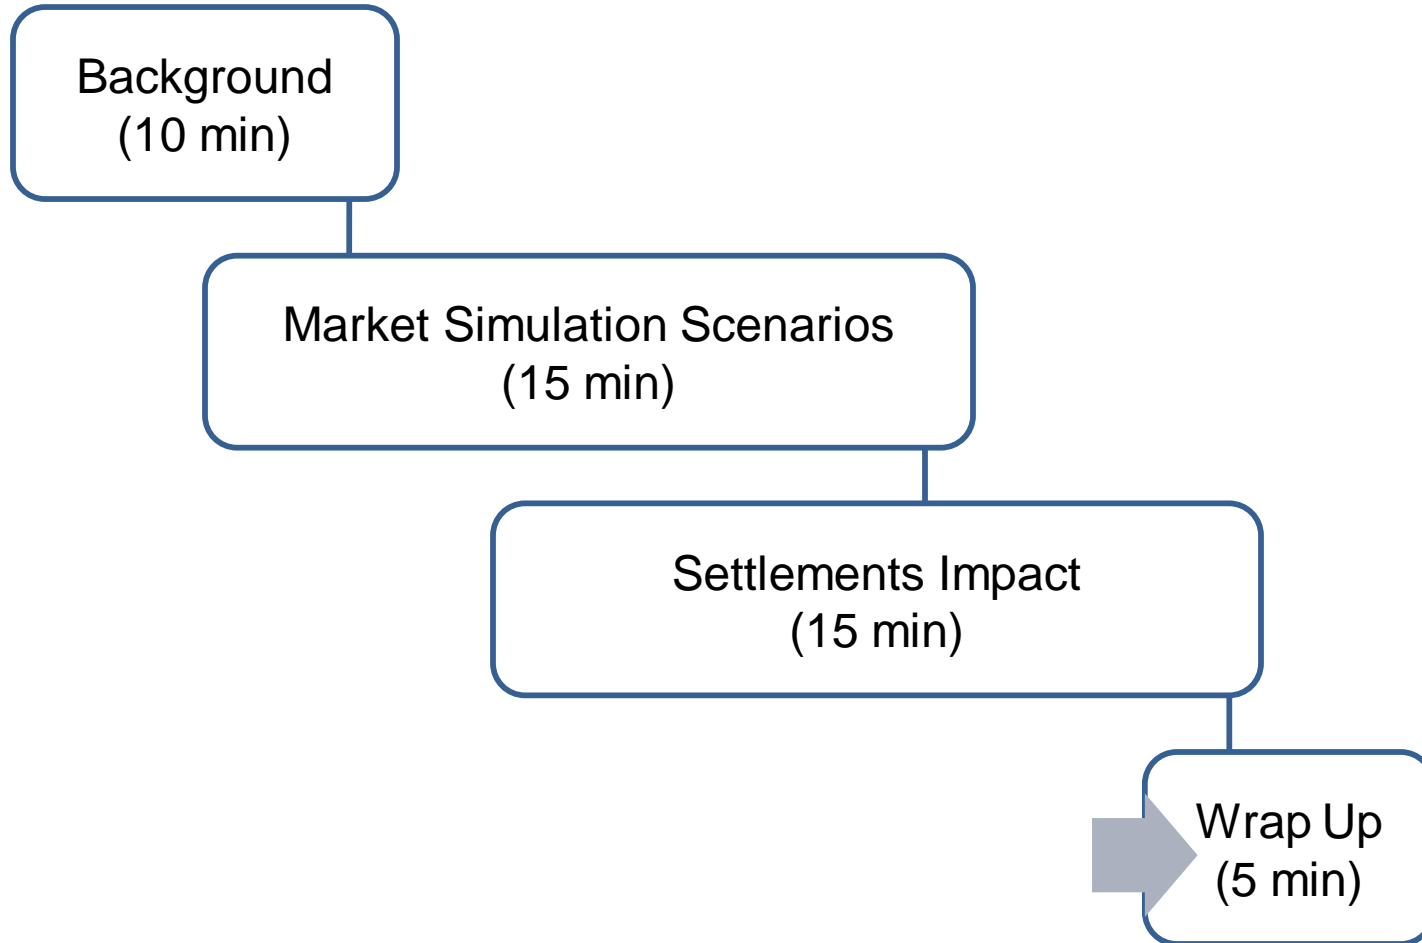 Background
(10 min)
Market Simulation Scenarios
(15 min)
Settlements Impact
(15 min)
Wrap Up
(5 min)